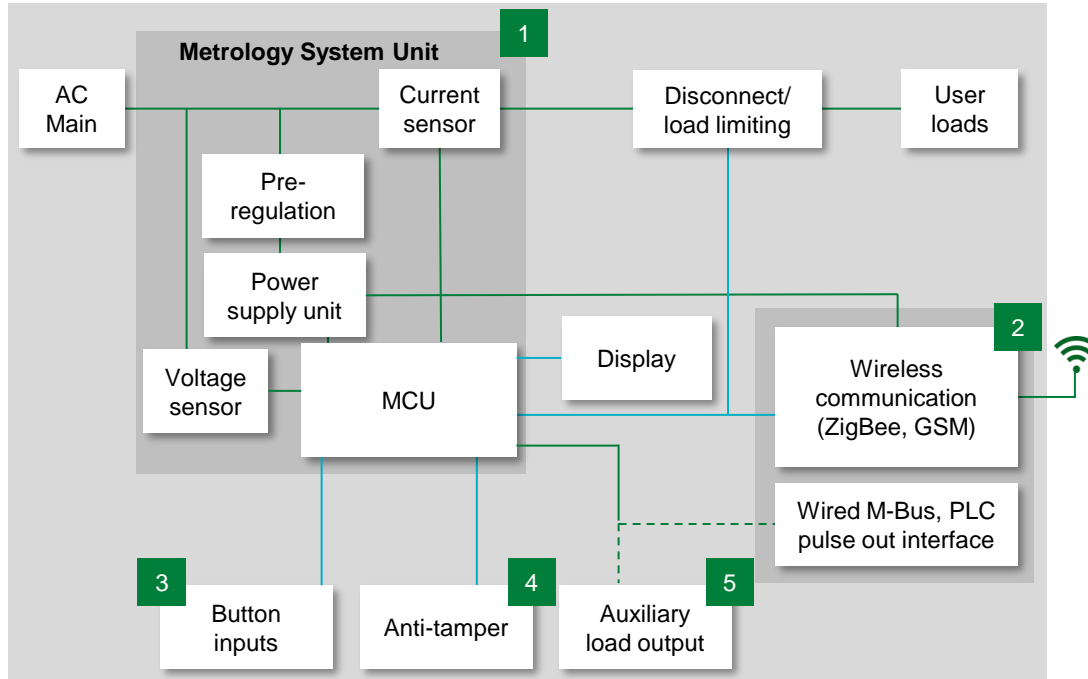 1
Metrology System Unit
AC
Main
Current
sensor
Disconnect/
load limiting
User
loads
Pre-
regulation
Power
supply unit
2
Voltage
sensor
MCU
Display
Wireless
communication
(ZigBee, GSM)
Wired M-Bus, PLC
pulse out interface
3
Button
inputs
4
Anti-tamper
5
Auxiliary
load output